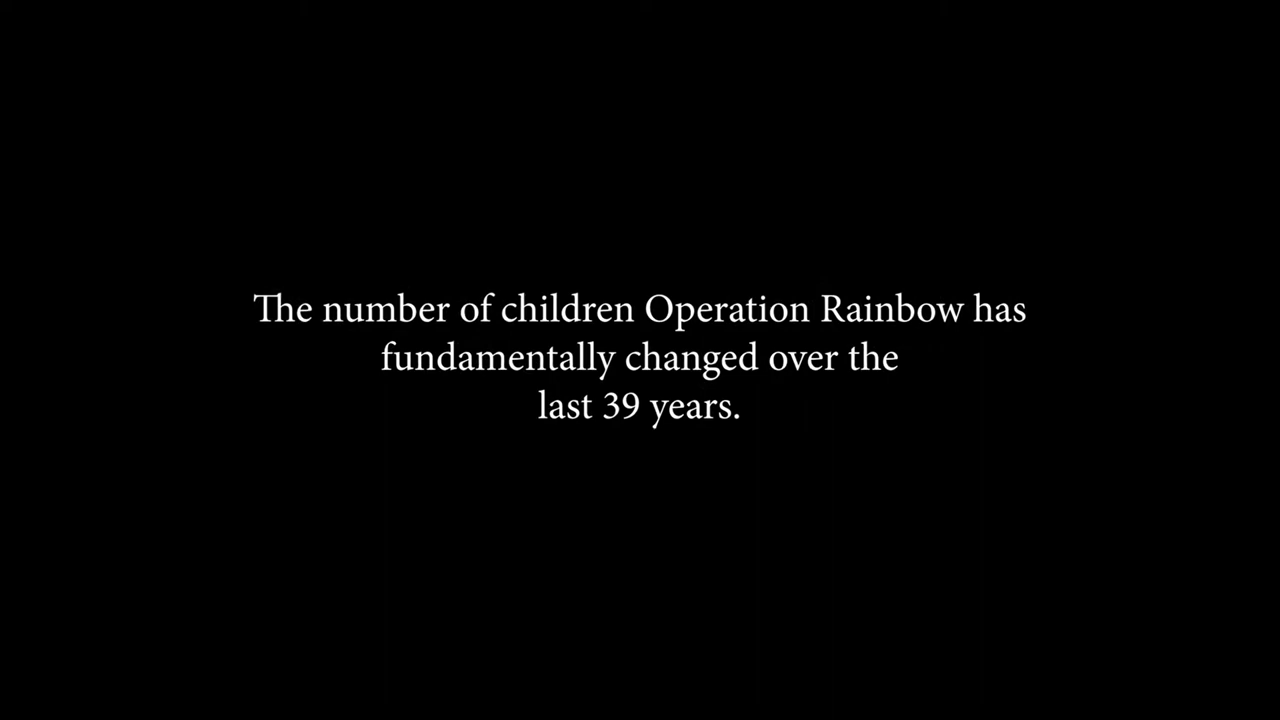 The number of children Operation Rainbow has
fundamentally changed over the
last 39 years.